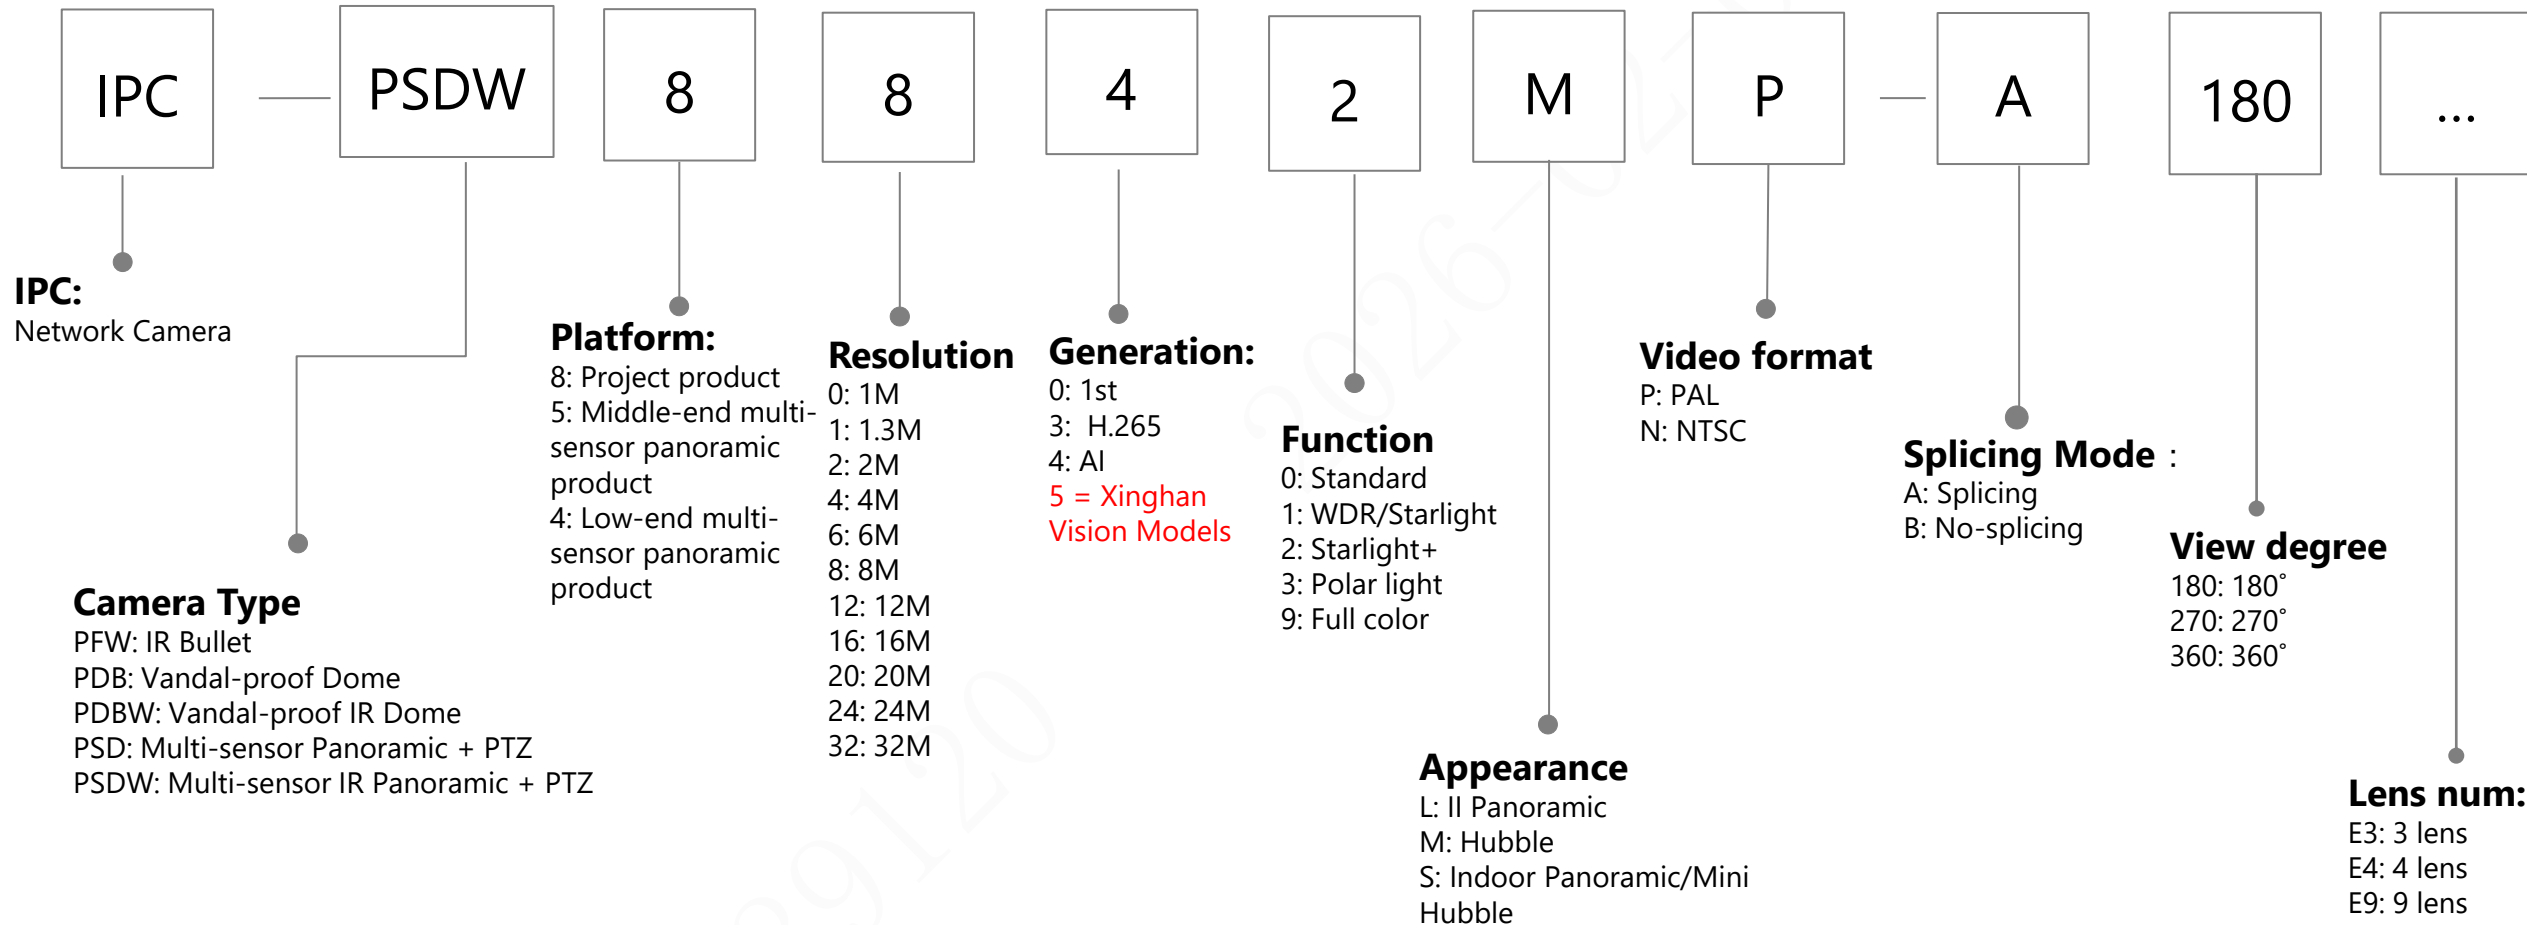 IPC — PSDW 8 8 4 2 M P — A 180 ...
IPC:
Network Camera
Camera Type
PFW: IR Bullet
PDB: Vandal-proof Dome
PDBW: Vandal-proof IR Dome
PSD: Multi-sensor Panoramic + PTZ
PSDW: Multi-sensor IR Panoramic + PTZ
Platform:
8: Project product
5: Middle-end multi-
sensor panoramic
product
4: Low-end multi-
sensor panoramic
product
Resolution
0: 1M
1: 1.3M
2: 2M
4: 4M
6: 6M
8: 8M
12: 12M
16: 16M
20: 20M
24: 24M
32: 32M
Generation:
0: 1st
3:  H.265
4: AI
5 = Xinghan
Vision Models
Function
0: Standard
1: WDR/Starlight
2: Starlight+
3: Polar light
9: Full color
Appearance
L: II Panoramic
M: Hubble
S: Indoor Panoramic/Mini
Hubble
Video format
P: PAL
N: NTSC
Splicing Mode :
A: Splicing
B: No-splicing
View degree
180: 180°
270: 270°
360: 360°
Lens num:
E3: 3 lens
E4: 4 lens
E9: 9 lens